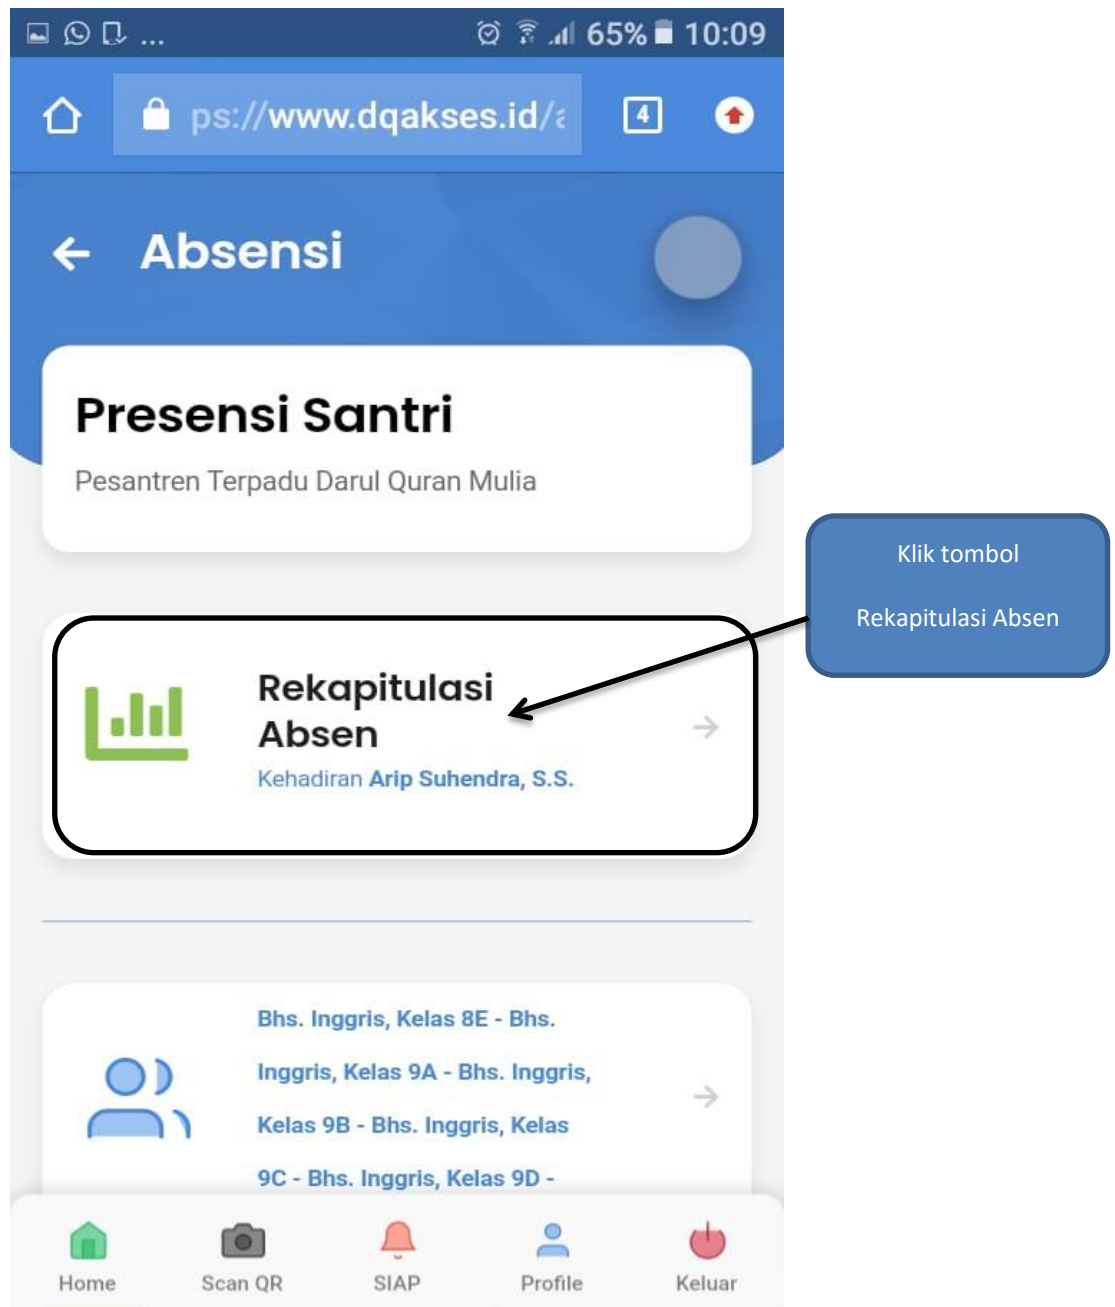 ... 65% 10:09
ps://www.dqakses.id/a 4
Absensi
Presensi Santri
Pesantren Terpadu Darul Quran Mulia
Klik tombol
Rekapitulasi Absen
Rekapitulasi
Absen
Kehadiran Arip Suhendra, S.S.
Bhs. Inggris, Kelas 8E - Bhs.
Inggris, Kelas 9A - Bhs. Inggris,
Kelas 9B - Bhs. Inggris, Kelas
9C - Bhs. Inggris, Kelas 9D -
Home Scan QR SIAP Profile Keluar